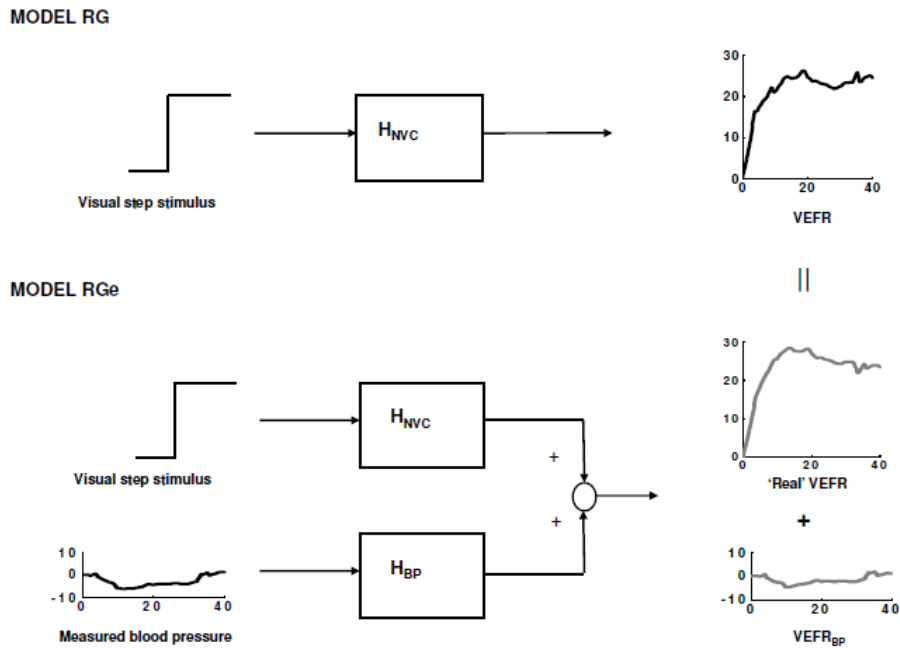 MODEL RG
H_NVC
Visual step stimulus
30
20
10
0
0 20 40
VEFR
||
MODEL RGe
H_NVC
Visual step stimulus
+
+
30
20
10
0
0 20 40
‘Real’ VEFR
+
10
0
-10
0 20 40
Measured blood pressure
H_BP
10
0
-10
0 20 40
VEFR_BP